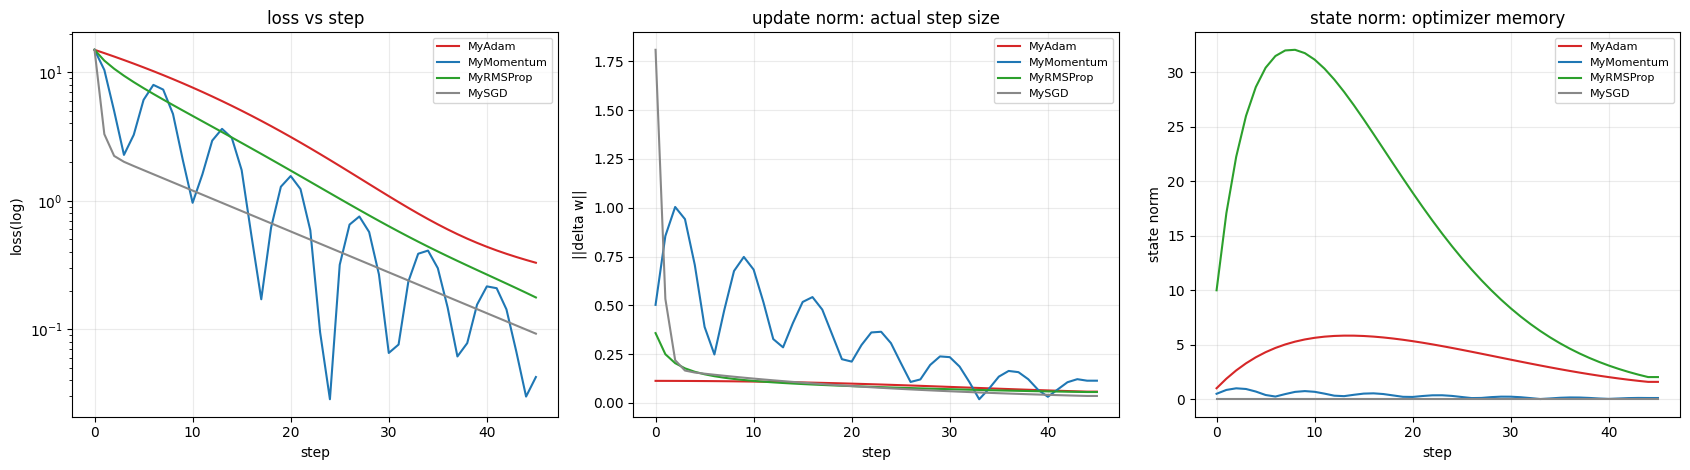 loss vs step
loss(log)
10¹
10⁰
10⁻¹
0
10
20
30
40
step
MyAdam
MyMomentum
MyRMSProp
MySGD
update norm: actual step size
||delta w||
1.75
1.50
1.25
1.00
0.75
0.50
0.25
0.00
0
10
20
30
40
step
MyAdam
MyMomentum
MyRMSProp
MySGD
state norm: optimizer memory
state norm
30
25
20
15
10
5
0
0
10
20
30
40
step
MyAdam
MyMomentum
MyRMSProp
MySGD